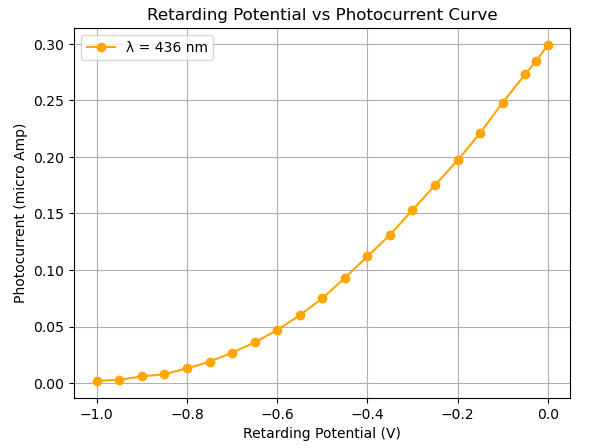 Retarding Potential vs Photocurrent Curve
λ = 436 nm
Photocurrent (micro Amp)
0.30
0.25
0.20
0.15
0.10
0.05
0.00
−1.0 −0.8 −0.6 −0.4 −0.2 0.0
Retarding Potential (V)